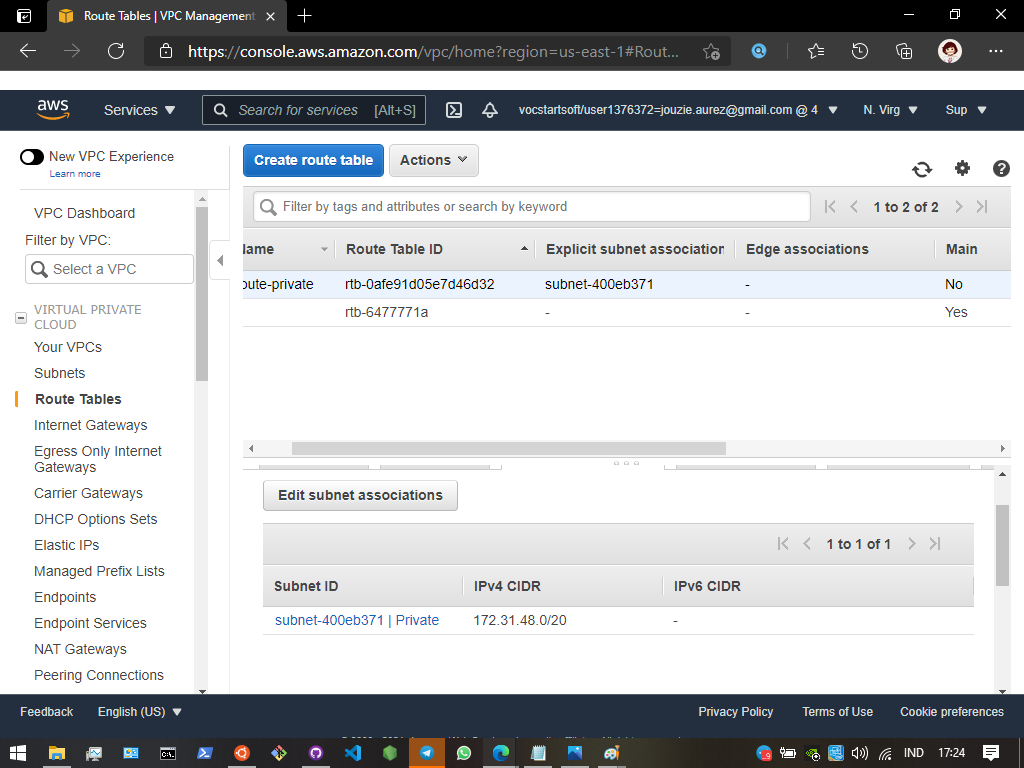 Route Tables | VPC Management
https://console.aws.amazon.com/vpc/home?region=us-east-1#Rout...
aws
Services
Search for services [Alt+S]
vocstartsoft/user1376372=jouzie.aurez@gmail.com @ 4
N. Virg
Sup
New VPC Experience
Learn more
Create route table
Actions
VPC Dashboard
Filter by VPC:
Select a VPC
VIRTUAL PRIVATE
CLOUD
Your VPCs
Subnets
Route Tables
Internet Gateways
Egress Only Internet
Gateways
Carrier Gateways
DHCP Options Sets
Elastic IPs
Managed Prefix Lists
Endpoints
Endpoint Services
NAT Gateways
Peering Connections
Filter by tags and attributes or search by keyword
1 to 2 of 2
Name Route Table ID Explicit subnet association Edge associations Main
oute-private rtb-0afe91d05e7d46d32 subnet-400eb371 - No
rtb-6477771a - - Yes
Edit subnet associations
1 to 1 of 1
Subnet ID IPv4 CIDR IPv6 CIDR
subnet-400eb371 | Private 172.31.48.0/20 -
Feedback
English (US)
Privacy Policy
Terms of Use
Cookie preferences
IND
17:24